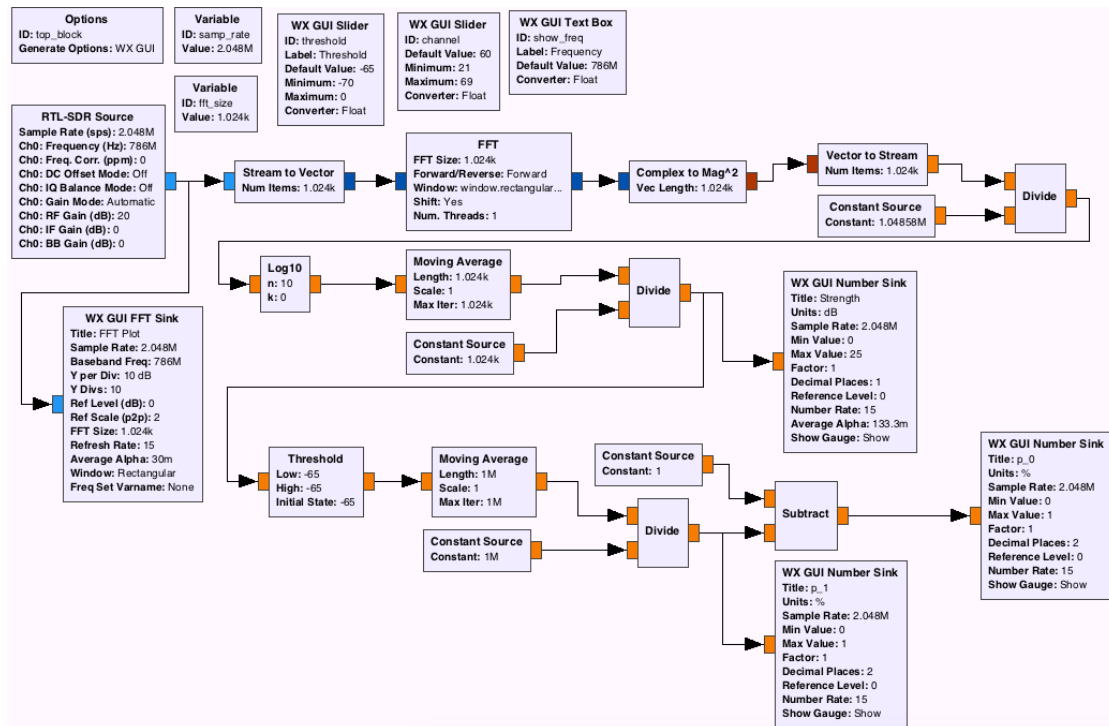 Options
ID: top_block
Generate Options: WX GUI
Variable
ID: samp_rate
Value: 2.048M
WX GUI Slider
ID: threshold
Label: Threshold
Default Value: -65
Minimum: -70
Maximum: 0
Converter: Float
WX GUI Slider
ID: channel
Default Value: 60
Minimum: 21
Maximum: 69
Converter: Float
WX GUI Text Box
ID: show_freq
Label: Frequency
Default Value: 786M
Converter: Float
Variable
ID: fft_size
Value: 1.024k
RTL-SDR Source
Sample Rate (sps): 2.048M
Ch0: Frequency (Hz): 786M
Ch0: Freq. Corr. (ppm): 0
Ch0: DC Offset Mode: Off
Ch0: IQ Balance Mode: Off
Ch0: Gain Mode: Automatic
Ch0: RF Gain (dB): 20
Ch0: IF Gain (dB): 0
Ch0: BB Gain (dB): 0
Stream to Vector
Num Items: 1.024k
FFT
FFT Size: 1.024k
Forward/Reverse: Forward
Window: window.rectangular...
Shift: Yes
Num. Threads: 1
Complex to Mag^2
Vec Length: 1.024k
Vector to Stream
Num Items: 1.024k
Constant Source
Constant: 1.04858M
Divide
Log10
n: 10
k: 0
Moving Average
Length: 1.024k
Scale: 1
Max Iter: 1.024k
Constant Source
Constant: 1.024k
Divide
WX GUI Number Sink
Title: Strength
Units: dB
Sample Rate: 2.048M
Min Value: 0
Max Value: 25
Factor: 1
Decimal Places: 1
Reference Level: 0
Number Rate: 15
Average Alpha: 133.3m
Show Gauge: Show
WX GUI FFT Sink
Title: FFT Plot
Sample Rate: 2.048M
Baseband Freq: 786M
Y per Div: 10 dB
Y Divs: 10
Ref Level (dB): 0
Ref Scale (p2p): 2
FFT Size: 1.024k
Refresh Rate: 15
Average Alpha: 30m
Window: Rectangular
Freq Set Varname: None
Threshold
Low: -65
High: -65
Initial State: -65
Moving Average
Length: 1M
Scale: 1
Max Iter: 1M
Constant Source
Constant: 1M
Divide
Constant Source
Constant: 1
Subtract
WX GUI Number Sink
Title: p_0
Units: %
Sample Rate: 2.048M
Min Value: 0
Max Value: 1
Factor: 1
Decimal Places: 2
Reference Level: 0
Number Rate: 15
Show Gauge: Show
WX GUI Number Sink
Title: p_1
Units: %
Sample Rate: 2.048M
Min Value: 0
Max Value: 1
Factor: 1
Decimal Places: 2
Reference Level: 0
Number Rate: 15
Show Gauge: Show